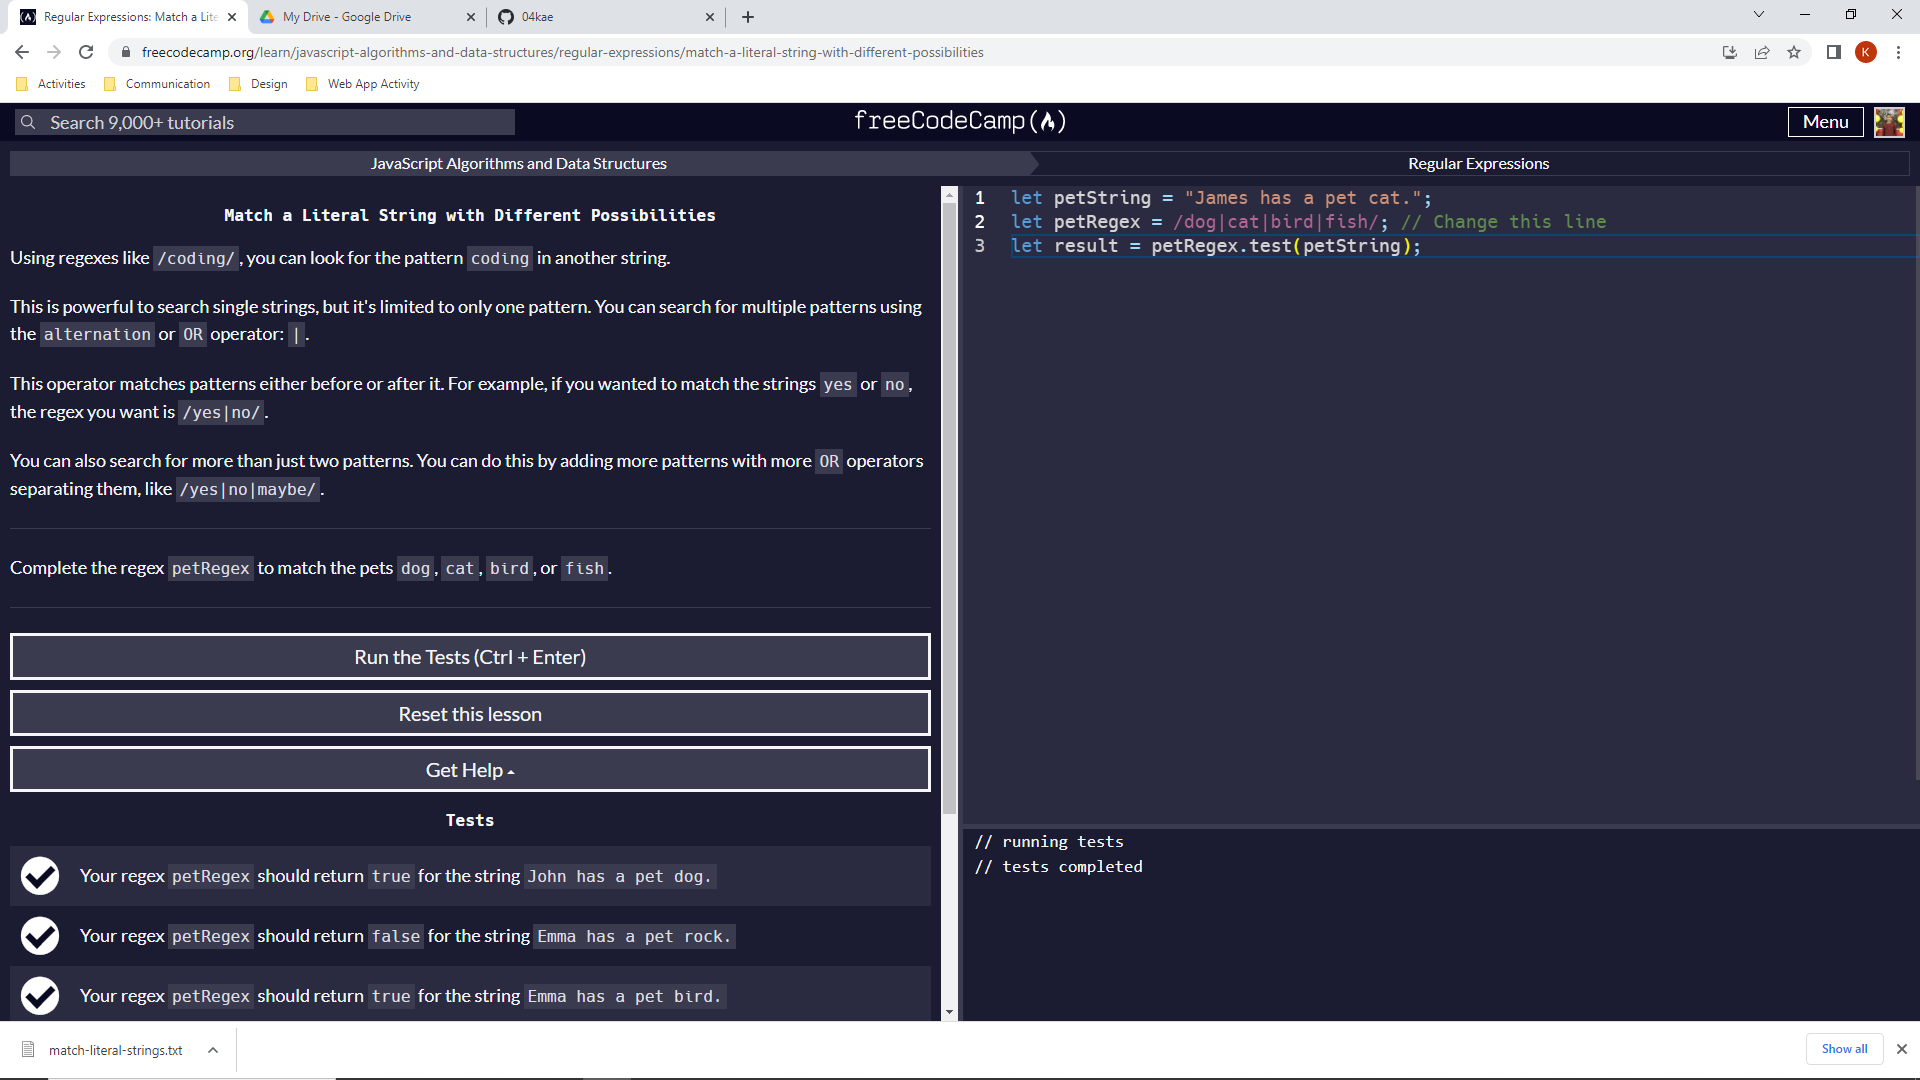 Regular Expressions: Match a Lite
My Drive - Google Drive
04kae
freecodecamp.org/learn/javascript-algorithms-and-data-structures/regular-expressions/match-a-literal-string-with-different-possibilities
K
Activities
Communication
Design
Web App Activity
Search 9,000+ tutorials
freeCodeCamp
Menu
JavaScript Algorithms and Data Structures
Regular Expressions
Match a Literal String with Different Possibilities
Using regexes like /coding/, you can look for the pattern coding in another string.
This is powerful to search single strings, but it's limited to only one pattern. You can search for multiple patterns using
the alternation or OR operator: |.
This operator matches patterns either before or after it. For example, if you wanted to match the strings yes or no,
the regex you want is /yes|no/.
You can also search for more than just two patterns. You can do this by adding more patterns with more OR operators
separating them, like /yes|no|maybe/.
Complete the regex petRegex to match the pets dog, cat, bird, or fish.
Run the Tests (Ctrl + Enter)
Reset this lesson
Get Help
Tests
Your regex petRegex should return true for the string John has a pet dog.
Your regex petRegex should return false for the string Emma has a pet rock.
Your regex petRegex should return true for the string Emma has a pet bird.
1 let petString = "James has a pet cat.";
2 let petRegex = /dog|cat|bird|fish/; // Change this line
3 let result = petRegex.test(petString);
// running tests
// tests completed
match-literal-strings.txt
Show all